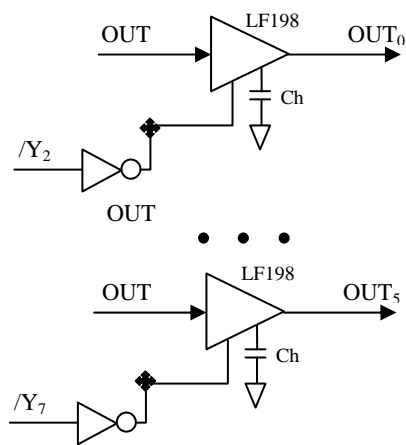 LF198
OUT OUT₀
Ch
/Y₂
OUT
LF198
OUT OUT₅
Ch
/Y₇